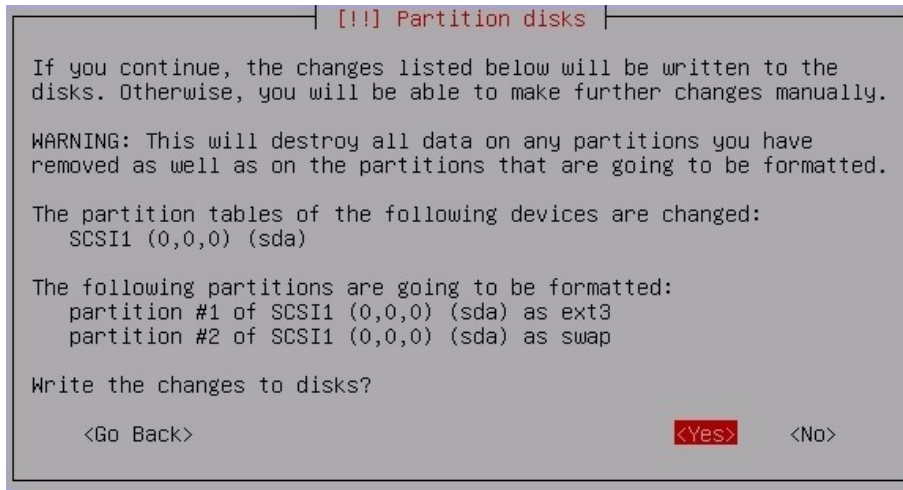 [!!] Partition disks
If you continue, the changes listed below will be written to the
disks. Otherwise, you will be able to make further changes manually.
WARNING: This will destroy all data on any partitions you have
removed as well as on the partitions that are going to be formatted.
The partition tables of the following devices are changed:
SCSI1 (0,0,0) (sda)
The following partitions are going to be formatted:
partition #1 of SCSI1 (0,0,0) (sda) as ext3
partition #2 of SCSI1 (0,0,0) (sda) as swap
Write the changes to disks?
<Go Back> <Yes> <No>